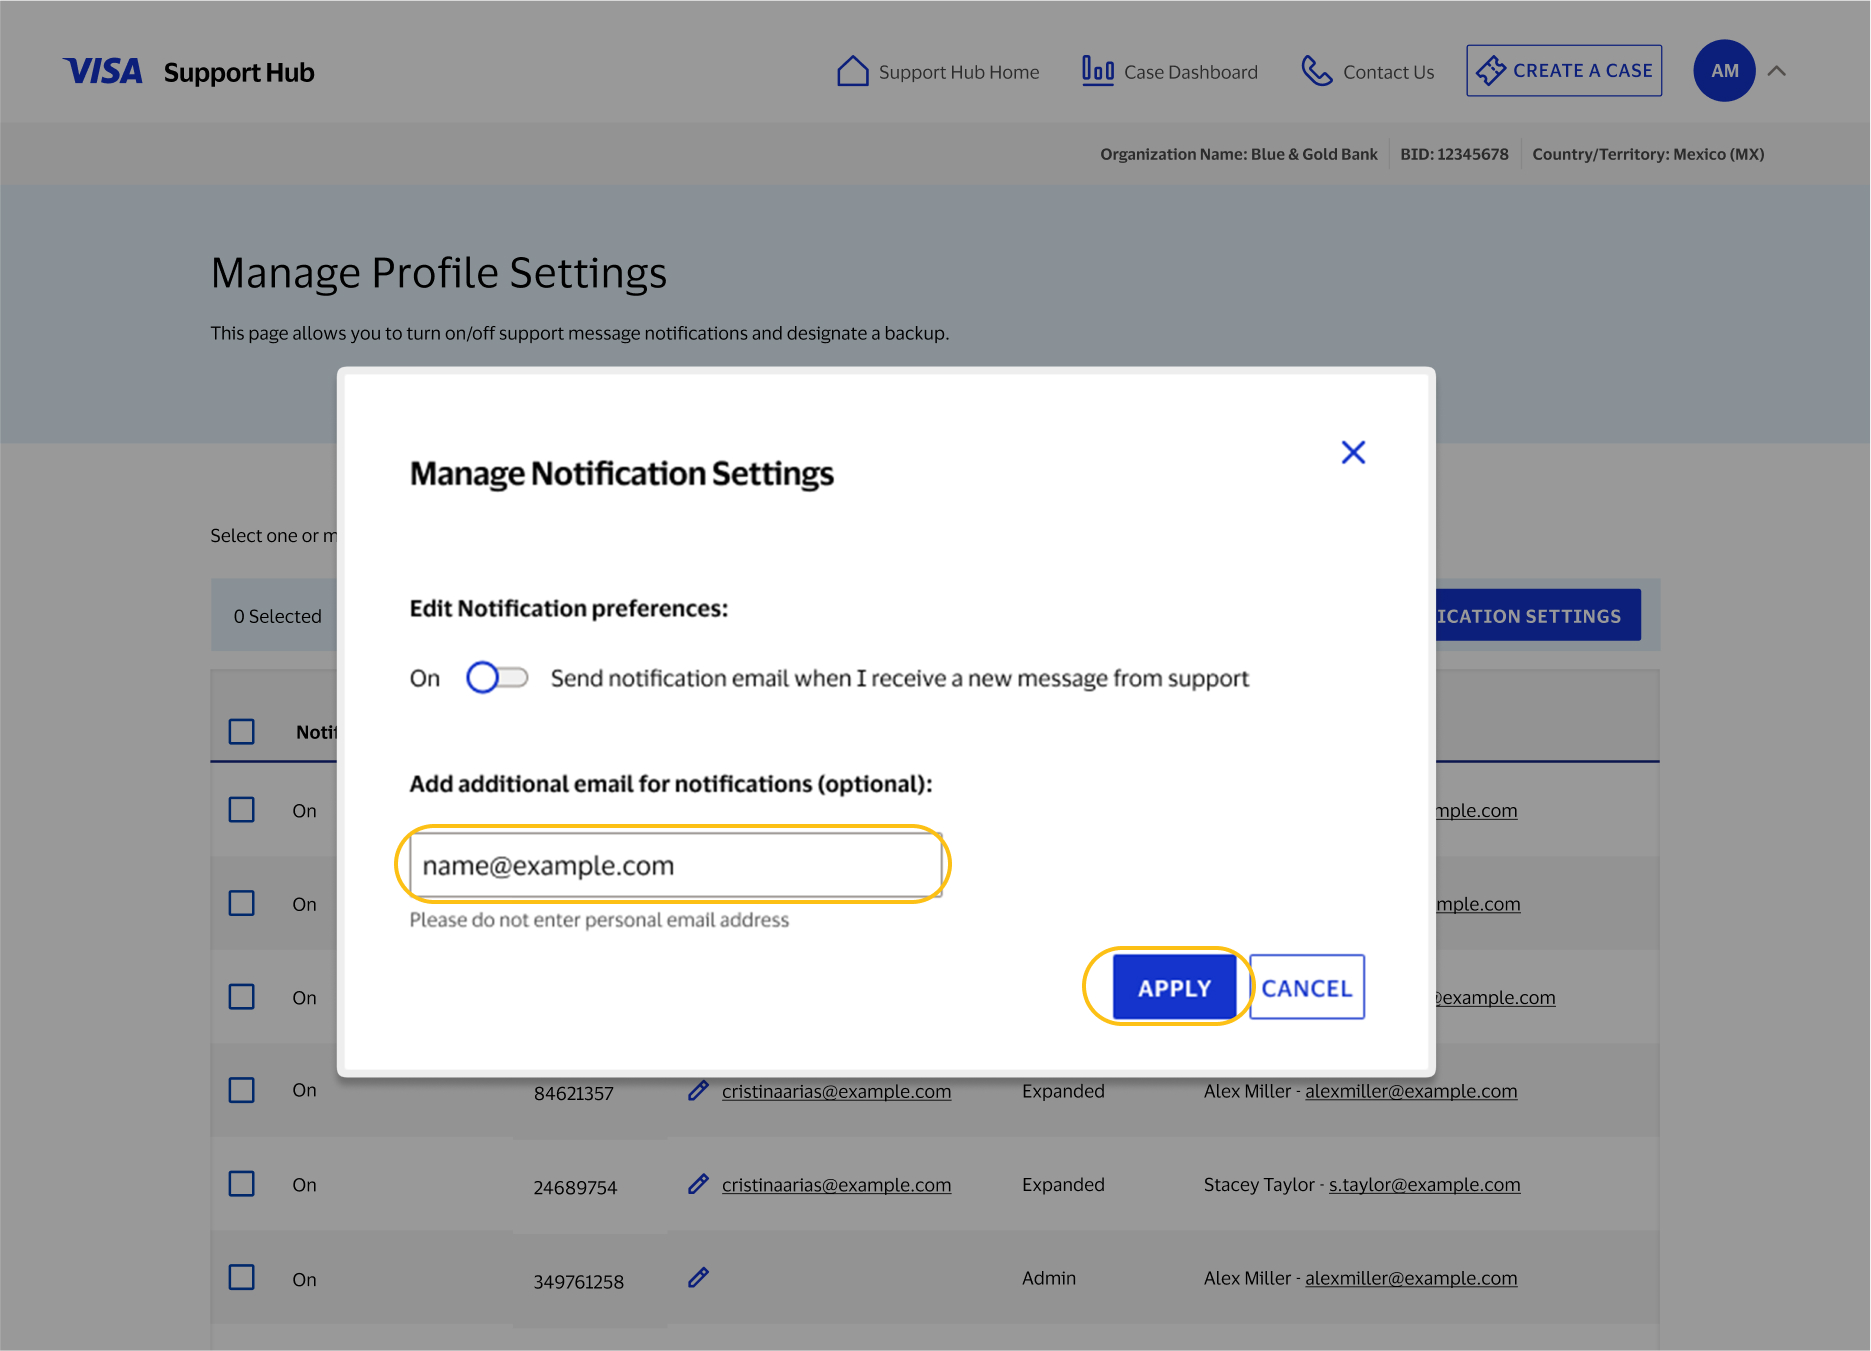 VISA Support Hub Support Hub Home Case Dashboard Contact Us CREATE A CASE AM
Organization Name: Blue & Gold Bank BID: 12345678 Country/Territory: Mexico (MX)
Manage Profile Settings
This page allows you to turn on/off support message notifications and designate a backup.
Manage Notification Settings
Select one or m
Edit Notification preferences:
0 Selected ICATION SETTINGS
On Send notification email when I receive a new message from support
Notif
Add additional email for notifications (optional):
On mple.com
name@example.com
On mple.com
Please do not enter personal email address
APPLY CANCEL
On @example.com
On 84621357 cristinaarias@example.com Expanded Alex Miller - alexmiller@example.com
On 24689754 cristinaarias@example.com Expanded Stacey Taylor - s.taylor@example.com
On 349761258 Admin Alex Miller - alexmiller@example.com